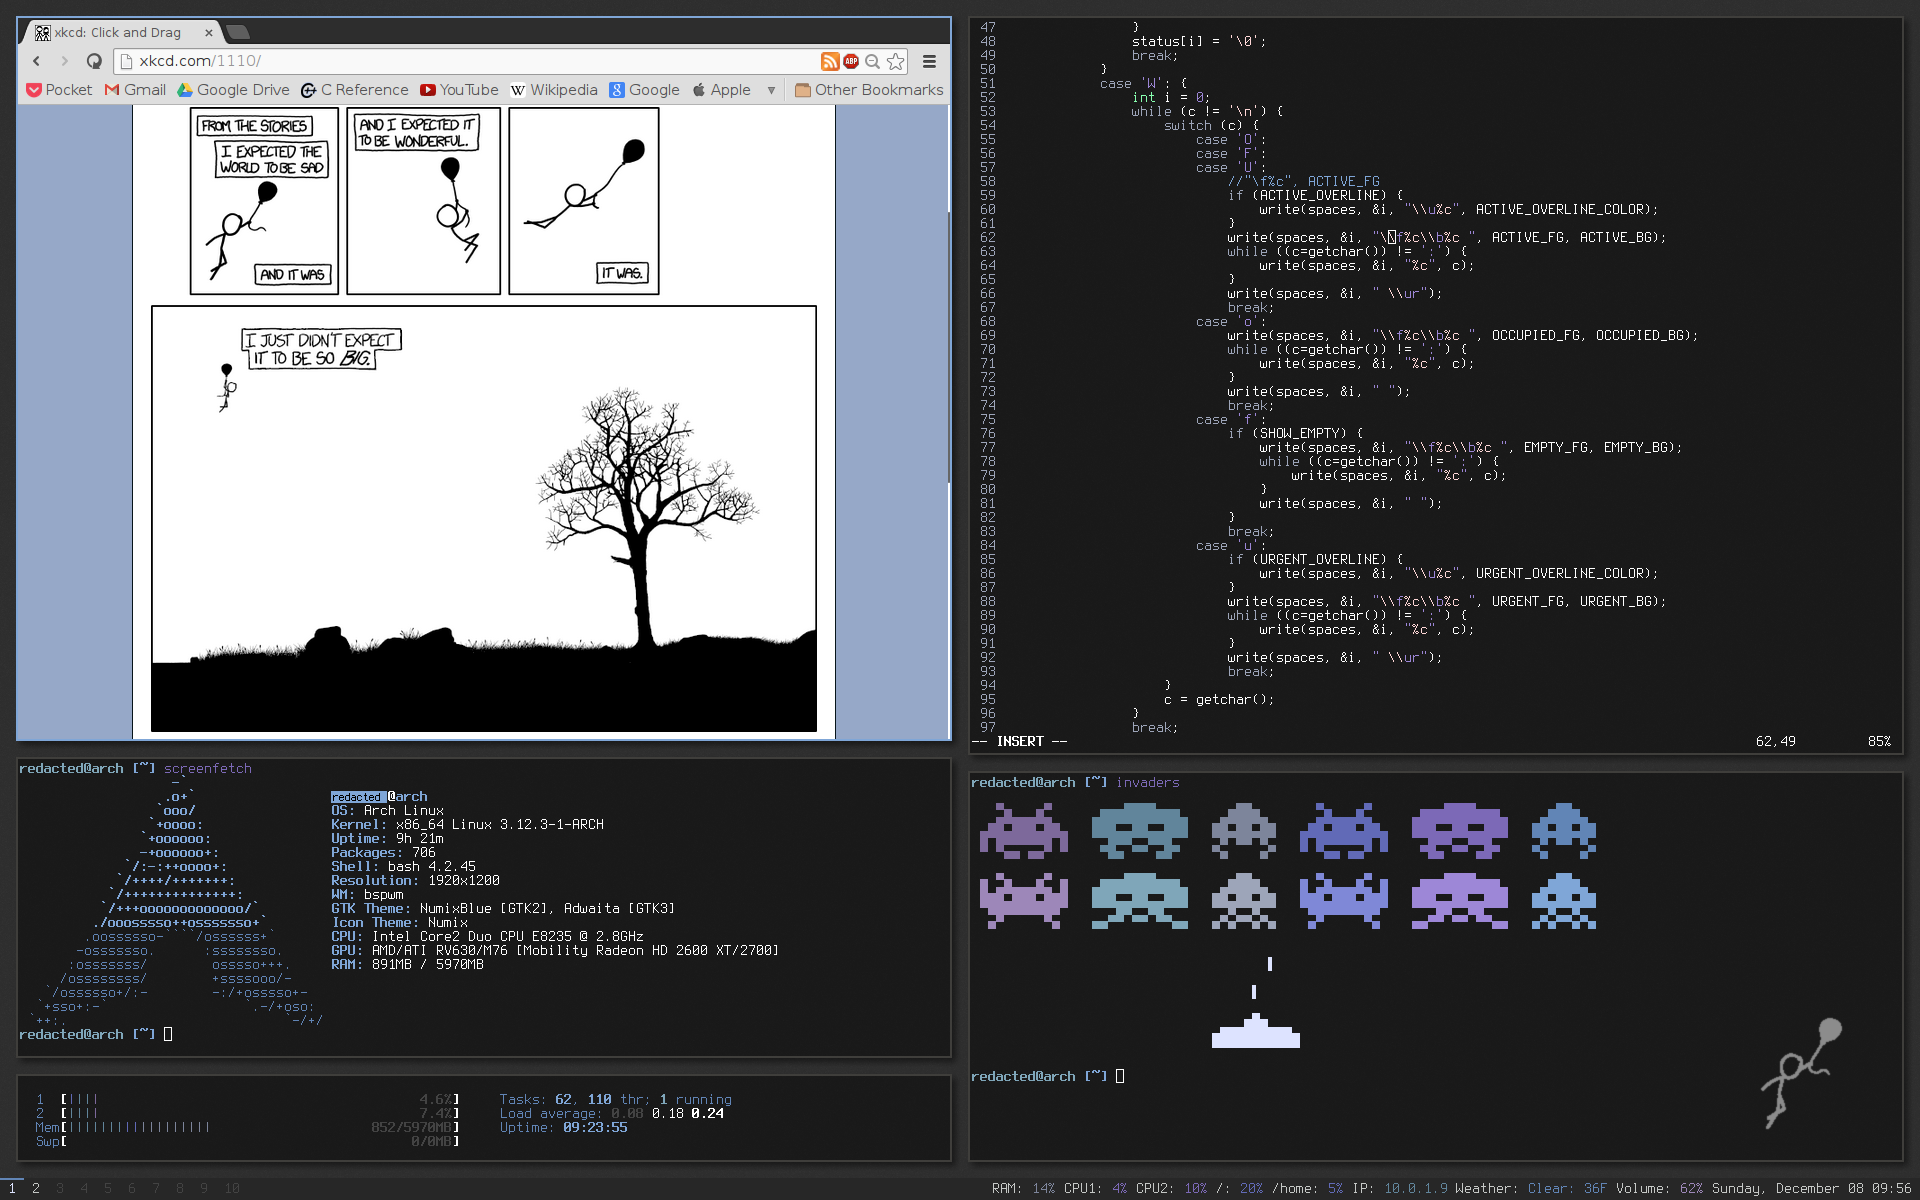 xkcd: Click and Drag
xkcd.com/1110/
ABP
Pocket Gmail Google Drive C Reference YouTube Wikipedia Google Apple Other Bookmarks
FROM THE STORIES
I EXPECTED THE
WORLD TO BE SAD
AND IT WAS
AND I EXPECTED IT
TO BE WONDERFUL.
IT WAS.
I JUST DIDN'T EXPECT
IT TO BE SO BIG.
47 }
48 status[i] = '\0';
49 break;
50 }
51 case 'W': {
52 int i = 0;
53 while (c != '\n') {
54 switch (c) {
55 case 'O':
56 case 'F':
57 case 'U':
58 //"\f%c", ACTIVE_FG
59 if (ACTIVE_OVERLINE) {
60 write(spaces, &i, "\\u%c", ACTIVE_OVERLINE_COLOR);
61 }
62 write(spaces, &i, "\\f%c\\b%c ", ACTIVE_FG, ACTIVE_BG);
63 while ((c=getchar()) != ':') {
64 write(spaces, &i, "%c", c);
65 }
66 write(spaces, &i, " \\ur");
67 break;
68 case 'o':
69 write(spaces, &i, "\\f%c\\b%c ", OCCUPIED_FG, OCCUPIED_BG);
70 while ((c=getchar()) != ':') {
71 write(spaces, &i, "%c", c);
72 }
73 write(spaces, &i, " ");
74 break;
75 case 'f':
76 if (SHOW_EMPTY) {
77 write(spaces, &i, "\\f%c\\b%c ", EMPTY_FG, EMPTY_BG);
78 while ((c=getchar()) != ':') {
79 write(spaces, &i, "%c", c);
80 }
81 write(spaces, &i, " ");
82 }
83 break;
84 case 'u':
85 if (URGENT_OVERLINE) {
86 write(spaces, &i, "\\u%c", URGENT_OVERLINE_COLOR);
87 }
88 write(spaces, &i, "\\f%c\\b%c ", URGENT_FG, URGENT_BG);
89 while ((c=getchar()) != ':') {
90 write(spaces, &i, "%c", c);
91 }
92 write(spaces, &i, " \\ur");
93 break;
94 }
95 c = getchar();
96 }
97 break;
-- INSERT -- 62,49 85%
redacted@arch [~] screenfetch
redacted @arch
OS: Arch Linux
Kernel: x86_64 Linux 3.12.3-1-ARCH
Uptime: 9h 21m
Packages: 706
Shell: bash 4.2.45
Resolution: 1920x1200
WM: bspwm
GTK Theme: NumixBlue [GTK2], Adwaita [GTK3]
Icon Theme: Numix
CPU: Intel Core2 Duo CPU E8235 @ 2.8GHz
GPU: AMD/ATI RV630/M76 [Mobility Radeon HD 2600 XT/2700]
RAM: 891MB / 5970MB
redacted@arch [~]
1 [|||| 4.6%]
2 [|||| 7.4%]
Mem[|||||||||||||||||| 852/5970MB]
Swp[ 0/0MB]
Tasks: 62, 110 thr; 1 running
Load average: 0.08 0.18 0.24
Uptime: 09:23:55
redacted@arch [~] invaders
redacted@arch [~]
1 2 3 4 5 6 7 8 9 10
RAM: 14% CPU1: 4% CPU2: 10% /: 20% /home: 5% IP: 10.0.1.9 Weather: Clear: 36F Volume: 62% Sunday, December 08 09:56